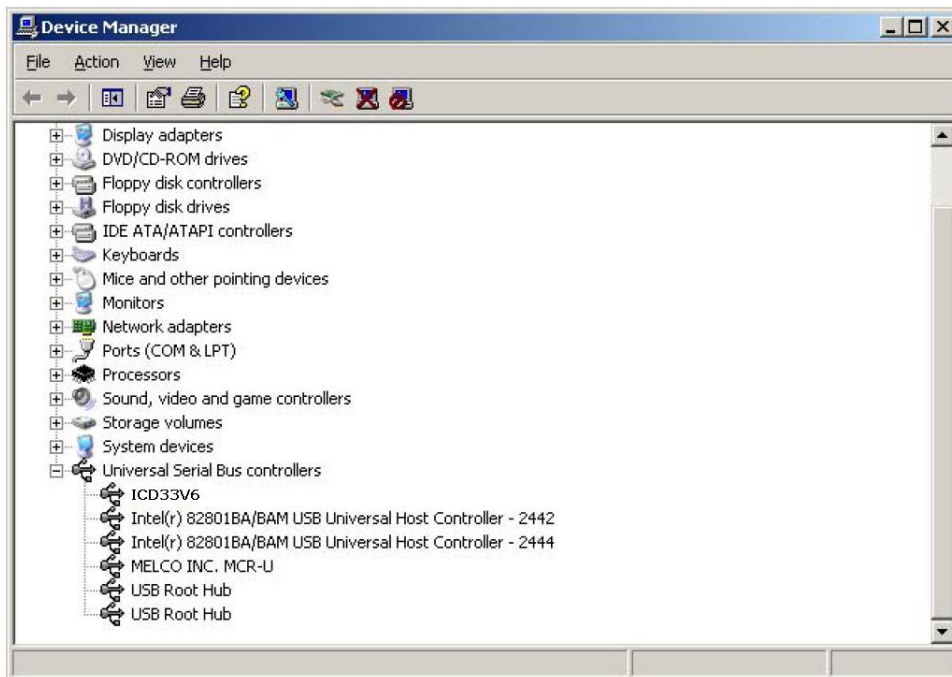 Device Manager
File Action View Help
Display adapters
DVD/CD-ROM drives
Floppy disk controllers
Floppy disk drives
IDE ATA/ATAPI controllers
Keyboards
Mice and other pointing devices
Monitors
Network adapters
Ports (COM & LPT)
Processors
Sound, video and game controllers
Storage volumes
System devices
Universal Serial Bus controllers
ICD33V6
Intel(r) 82801BA/BAM USB Universal Host Controller - 2442
Intel(r) 82801BA/BAM USB Universal Host Controller - 2444
MELCO INC. MCR-U
USB Root Hub
USB Root Hub